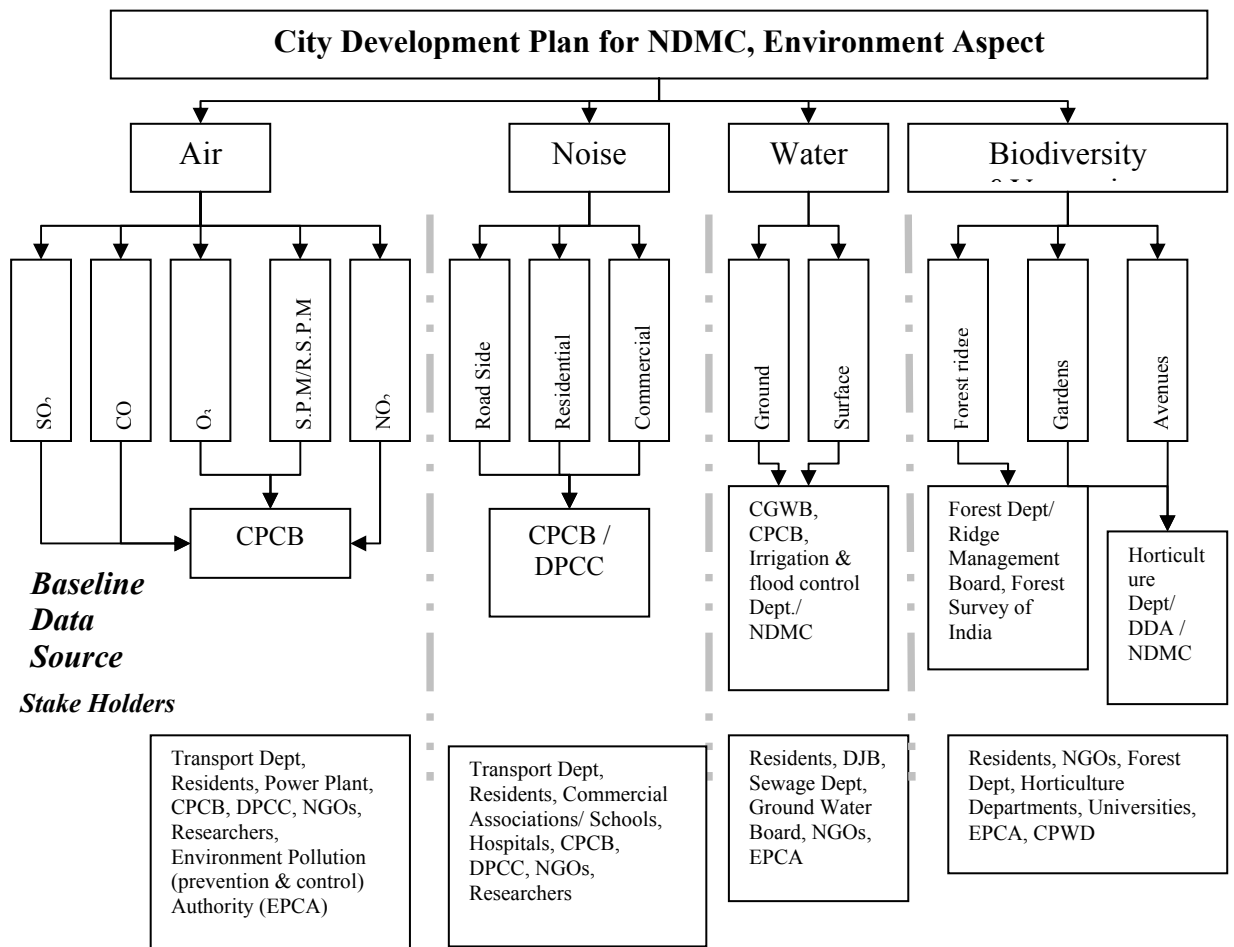 City Development Plan for NDMC, Environment Aspect
Air
Noise
Water
Biodiversity
SO₂
CO
O₃
S.P.M/R.S.P.M
NO₂
Road Side
Residential
Commercial
Ground
Surface
Forest ridge
Gardens
Avenues
CPCB
CPCB /
DPCC
CGWB,
CPCB,
Irrigation &
flood control
Dept./
NDMC
Forest Dept/
Ridge
Management
Board, Forest
Survey of
India
Horticult
ure
Dept/
DDA /
NDMC
Baseline
Data
Source
Stake Holders
Transport Dept,
Residents, Power Plant,
CPCB, DPCC, NGOs,
Researchers,
Environment Pollution
(prevention & control)
Authority (EPCA)
Transport Dept,
Residents, Commercial
Associations/ Schools,
Hospitals, CPCB,
DPCC, NGOs,
Researchers
Residents, DJB,
Sewage Dept,
Ground Water
Board, NGOs,
EPCA
Residents, NGOs, Forest
Dept, Horticulture
Departments, Universities,
EPCA, CPWD